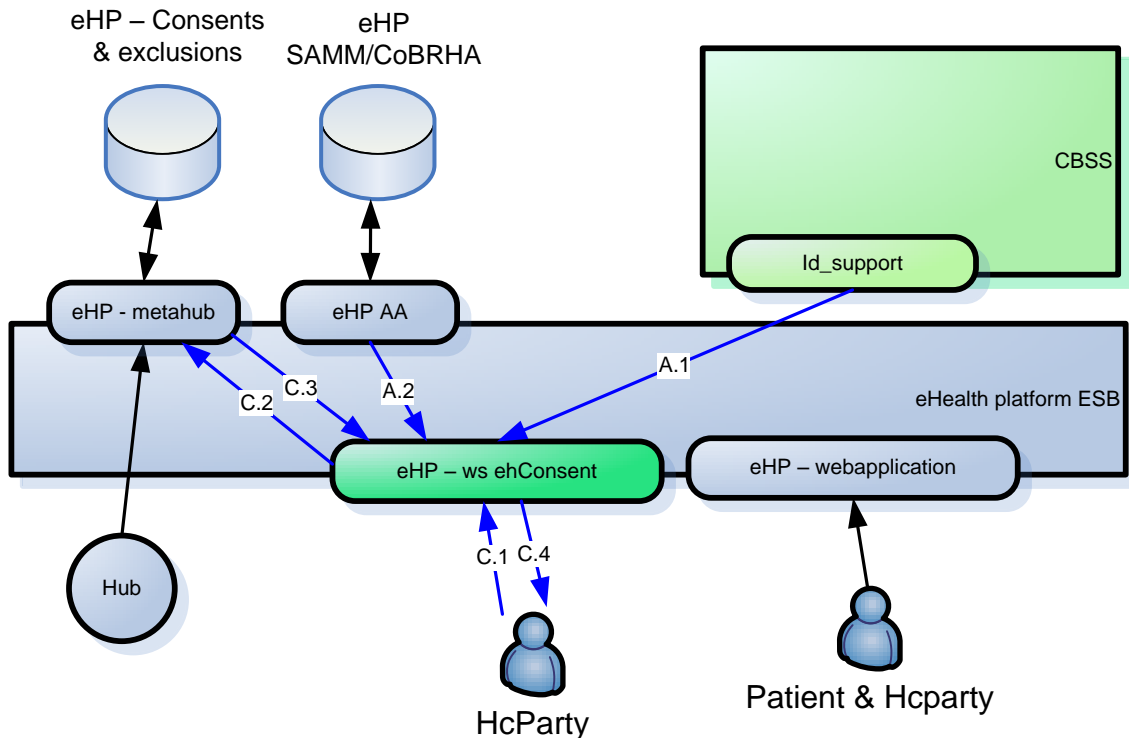 eHP – Consents
& exclusions
eHP
SAMM/CoBRHA
CBSS
Id_support
eHP - metahub
eHP AA
A.1
A.2
C.3
C.2
eHealth platform ESB
eHP – ws ehConsent
eHP – webapplication
C.1
C.4
Hub
HcParty
Patient & Hcparty